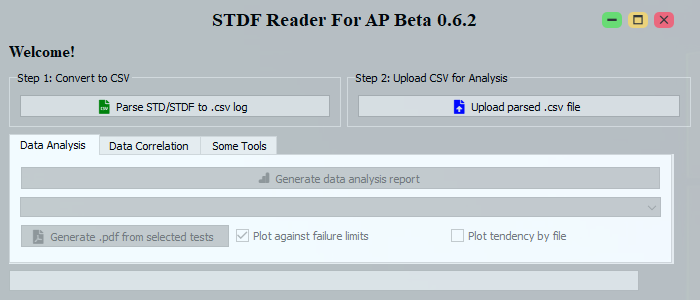 STDF Reader For AP Beta 0.6.2
Welcome!
Step 1: Convert to CSV
Step 2: Upload CSV for Analysis
Parse STD/STDF to .csv log
Upload parsed .csv file
Data Analysis
Data Correlation
Some Tools
Generate data analysis report
Generate .pdf from selected tests
Plot against failure limits
Plot tendency by file